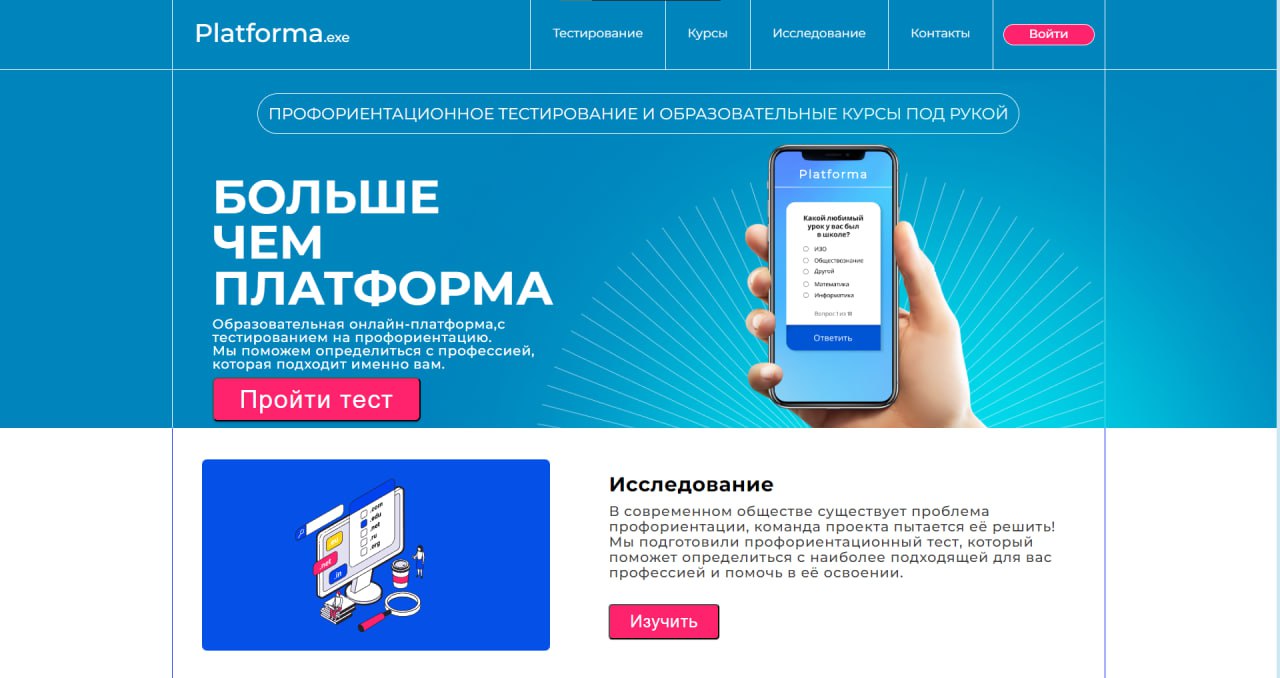 Platforma.exe
Тестирование
Курсы
Исследование
Контакты
Войти
ПРОФОРИЕНТАЦИОННОЕ ТЕСТИРОВАНИЕ И ОБРАЗОВАТЕЛЬНЫЕ КУРСЫ ПОД РУКОЙ
БОЛЬШЕ
ЧЕМ
ПЛАТФОРМА
Образовательная онлайн-платформа,с
тестированием на профориентацию.
Мы поможем определиться с профессией,
которая подходит именно вам.
Пройти тест
Platforma
Какой любимый
урок у вас был
в школе?
ИЗО
Обществознание
Другой
Математика
Информатика
Вопрос 1 из 18
Ответить
.com
.edu
.net
.ru
.org
.net
.in
Исследование
В современном обществе существует проблема
профориентации, команда проекта пытается её решить!
Мы подготовили профориентационный тест, который
поможет определиться с наиболее подходящей для вас
профессией и помочь в её освоении.
Изучить